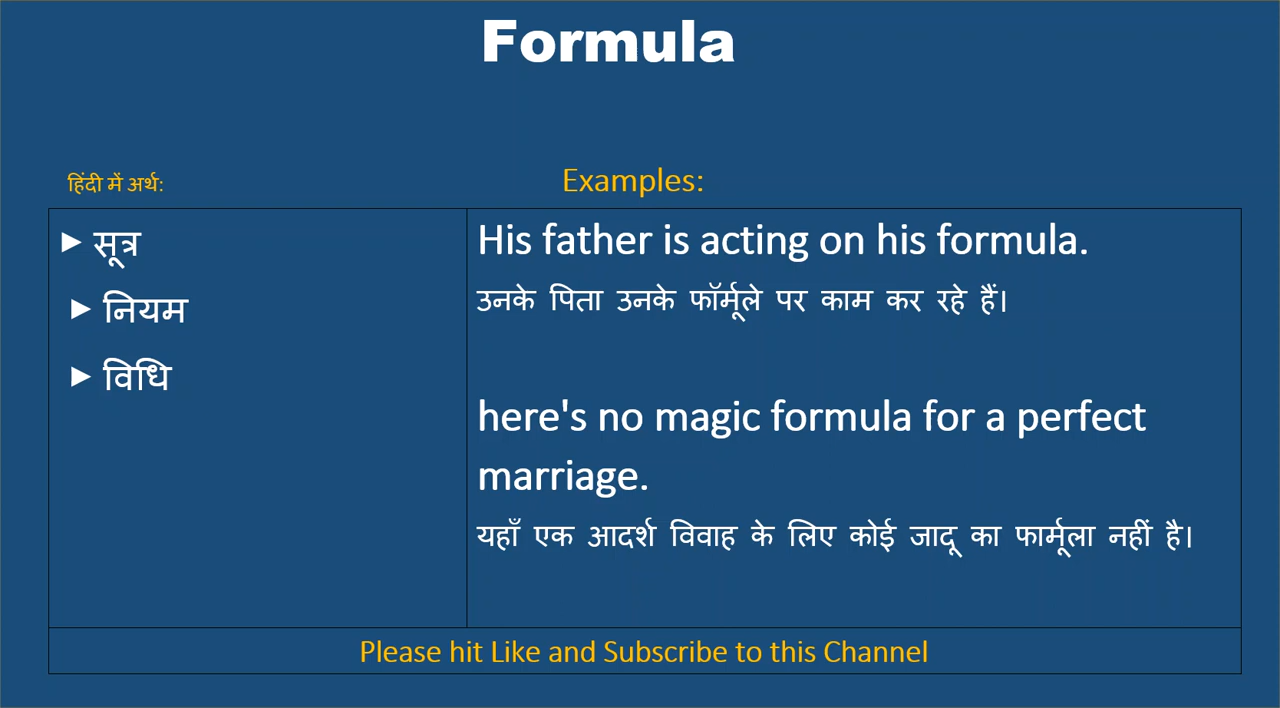 Formula
हिंदी में अर्थ:
Examples:
► सूत्र
► नियम
► विधि
His father is acting on his formula.
उनके पिता उनके फॉर्मूले पर काम कर रहे हैं।
here's no magic formula for a perfect
marriage.
यहाँ एक आदर्श विवाह के लिए कोई जादू का फार्मूला नहीं है।
Please hit Like and Subscribe to this Channel